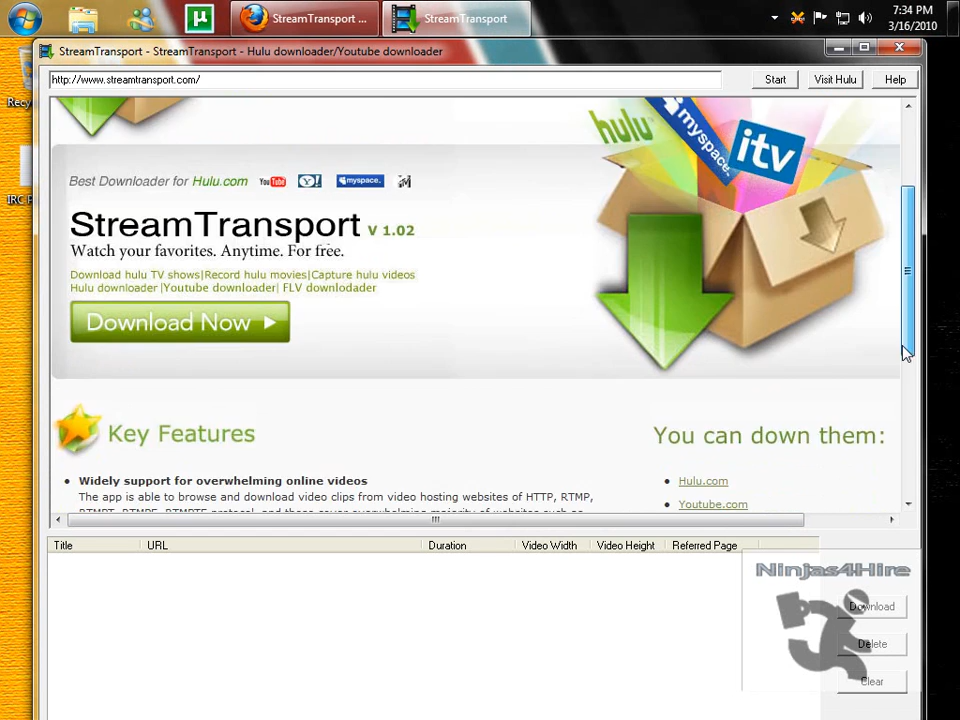 StreamTransport ...
StreamTransport
7:34 PM
3/16/2010
StreamTransport - StreamTransport - Hulu downloader/Youtube downloader
http://www.streamtransport.com/
Start
Visit Hulu
Help
hulu
myspace
itv
Best Downloader for Hulu.com
YouTube
Y!
myspace.
StreamTransport V 1.02
Watch your favorites. Anytime. For free.
Download hulu TV shows|Record hulu movies|Capture hulu videos
Hulu downloader |Youtube downloader| FLV downlodader
Download Now
Key Features
You can down them:
Widely support for overwhelming online videos
The app is able to browse and download video clips from video hosting websites of HTTP, RTMP,
Hulu.com
Youtube.com
Title
URL
Duration
Video Width
Video Height
Referred Page
Ninjas4Hire
Download
Delete
Clear